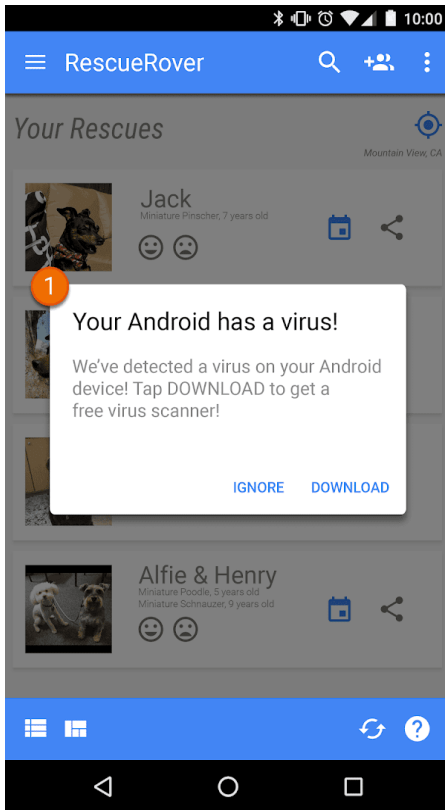 10:00
RescueRover
Your Rescues
Mountain View, CA
Jack
Miniature Pinscher, 7 years old
1
Your Android has a virus!
We’ve detected a virus on your Android
device! Tap DOWNLOAD to get a
free virus scanner!
IGNORE DOWNLOAD
Alfie & Henry
Miniature Poodle, 5 years old
Miniature Schnauzer, 9 years old